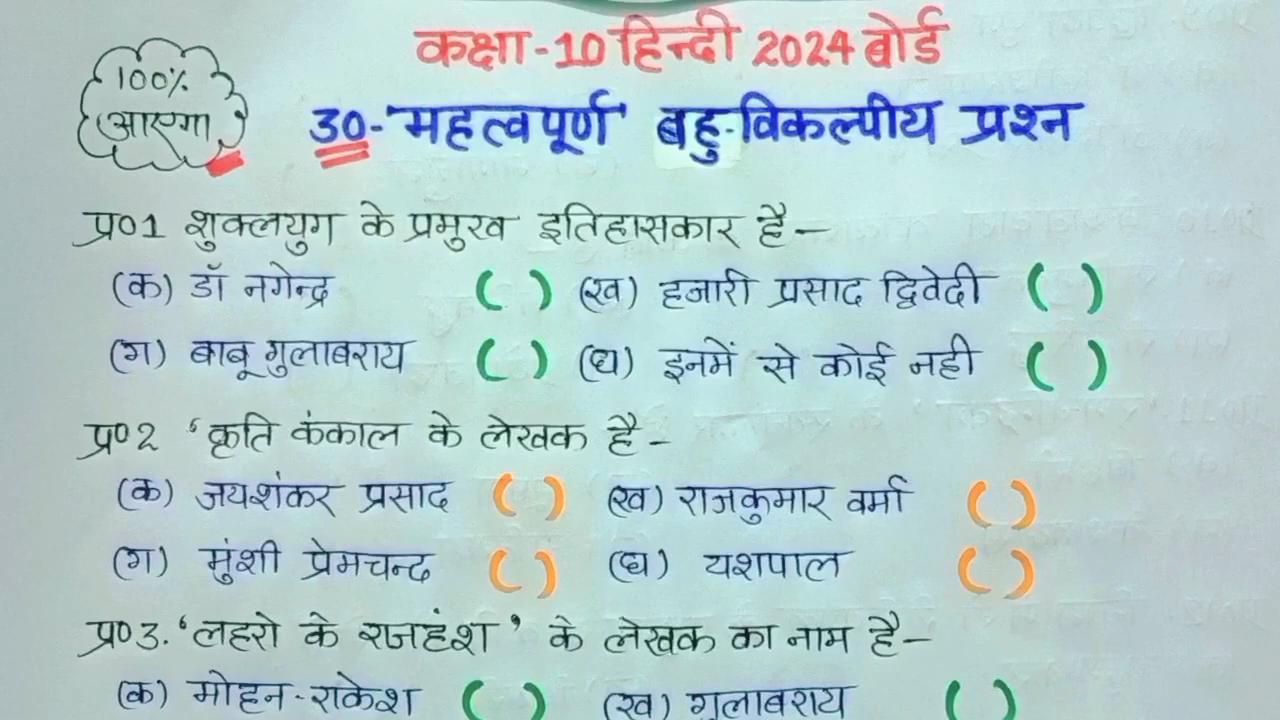 कक्षा-10 हिन्दी 2024 बोर्ड
100% आएगा
30-'महत्वपूर्ण' बहु-विकल्पीय प्रश्न
प्र01 शुक्लयुग के प्रमुख इतिहासकार है—
(क) डॉ नगेन्द्र ( ) (ख) हजारी प्रसाद द्विवेदी ( )
(ग) बाबू गुलाबराय ( ) (घ) इनमें से कोई नही ( )
प्र02 'कृति कंकाल के लेखक है-
(क) जयशंकर प्रसाद ( ) (ख) राजकुमार वर्मा ( )
(ग) मुंशी प्रेमचन्द ( ) (घ) यशपाल ( )
प्र03. 'लहरो के राजहंश' के लेखक का नाम है—
(क) मोहन-राकेश ( ) (ख) गुलाबराय ( )